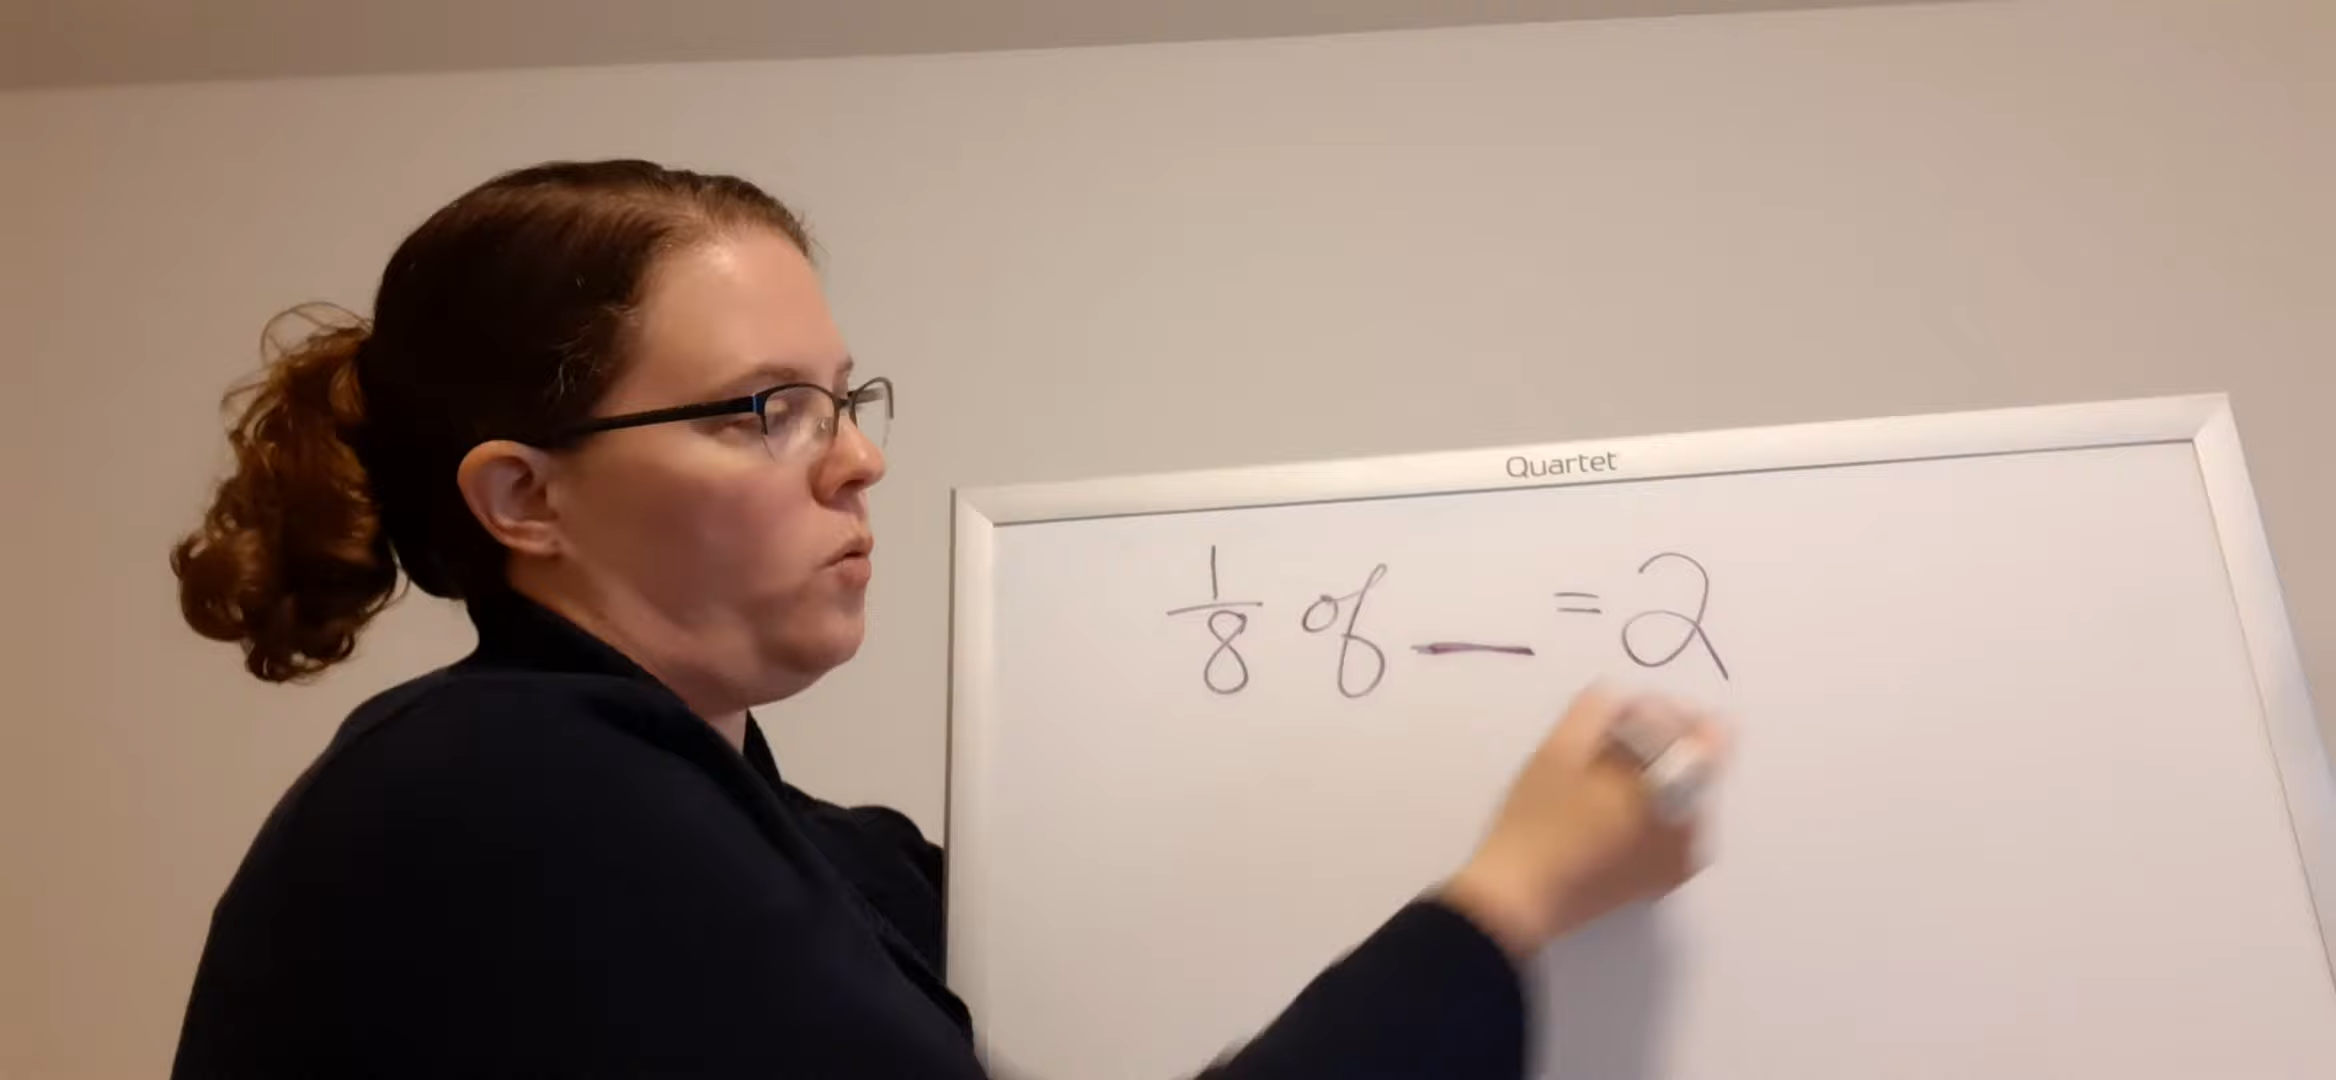 Quartet
1/8 of __ = 2